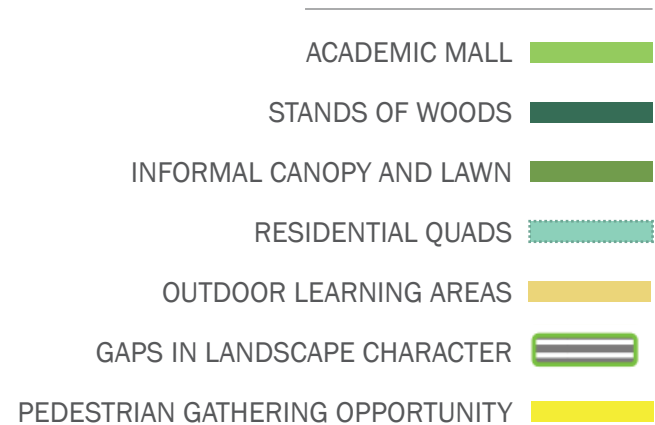 ACADEMIC MALL
STANDS OF WOODS
INFORMAL CANOPY AND LAWN
RESIDENTIAL QUADS
OUTDOOR LEARNING AREAS
GAPS IN LANDSCAPE CHARACTER
PEDESTRIAN GATHERING OPPORTUNITY